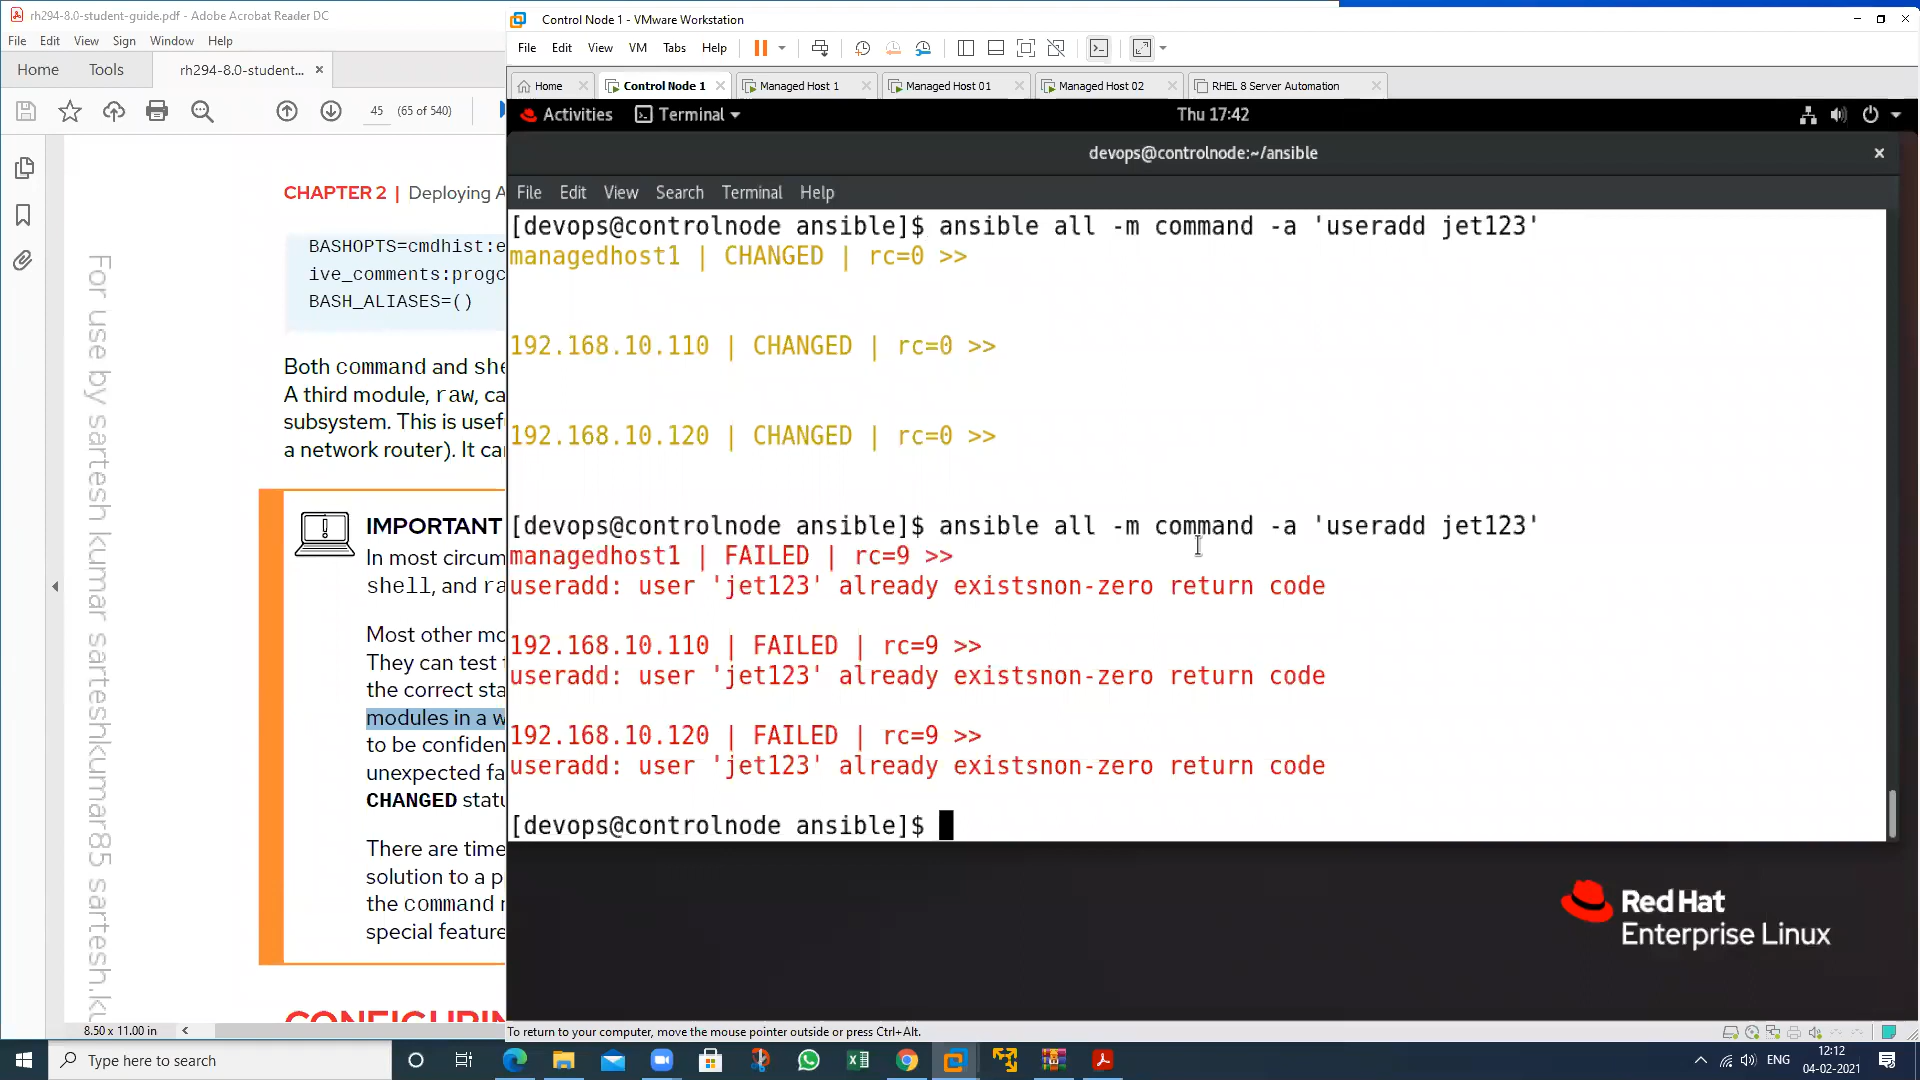 rh294-8.0-student-guide.pdf - Adobe Acrobat Reader DC
File Edit View Sign Window Help
Home Tools rh294-8.0-student... ×
45 (65 of 540)
CHAPTER 2 | Deploying A
BASHOPTS=cmdhist:e
ive_comments:progc
BASH_ALIASES=()
Both command and she
A third module, raw, ca
subsystem. This is usef
a network router). It car
IMPORTANT
In most circum
shell, and ra
Most other mo
They can test
the correct sta
modules in a w
to be confiden
unexpected fa
CHANGED statu
There are time
solution to a p
the command
special feature
CONFIGURIN
For use by sartesh kumar sarteshkumar85 sartesh.ku
8.50 x 11.00 in
Control Node 1 - VMware Workstation
File Edit View VM Tabs Help
Home Control Node 1 Managed Host 1 Managed Host 01 Managed Host 02 RHEL 8 Server Automation
Activities Terminal Thu 17:42
devops@controlnode:~/ansible
File Edit View Search Terminal Help
[devops@controlnode ansible]$ ansible all -m command -a 'useradd jet123'
managedhost1 | CHANGED | rc=0 >>
192.168.10.110 | CHANGED | rc=0 >>
192.168.10.120 | CHANGED | rc=0 >>
[devops@controlnode ansible]$ ansible all -m command -a 'useradd jet123'
managedhost1 | FAILED | rc=9 >>
useradd: user 'jet123' already existsnon-zero return code
192.168.10.110 | FAILED | rc=9 >>
useradd: user 'jet123' already existsnon-zero return code
192.168.10.120 | FAILED | rc=9 >>
useradd: user 'jet123' already existsnon-zero return code
[devops@controlnode ansible]$
Red Hat
Enterprise Linux
To return to your computer, move the mouse pointer outside or press Ctrl+Alt.
Type here to search
ENG
12:12
04-02-2021